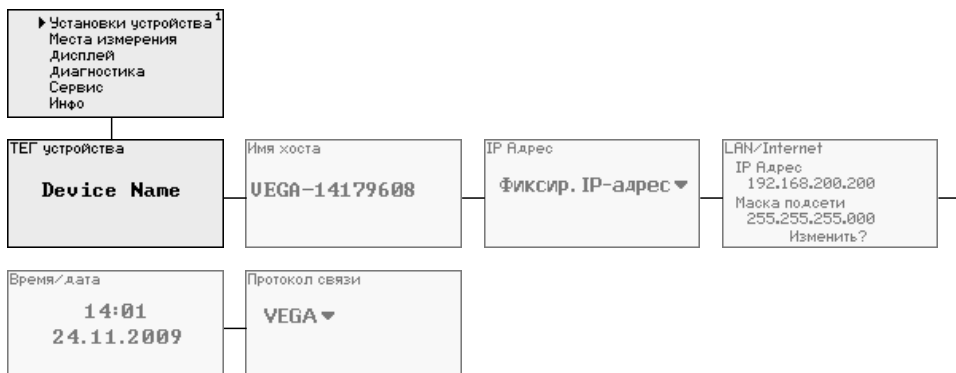 ▶Установки устройства 1
Места измерения
Дисплей
Диагностика
Сервис
Инфо
ТЕГ устройства
Device Name
Имя хоста
VEGA-14179608
IP Адрес
Фиксир. IP-адрес▼
LAN/Internet
IP Адрес
192.168.200.200
Маска подсети
255.255.255.000
Изменить?
Время/дата
14:01
24.11.2009
Протокол связи
VEGA▼